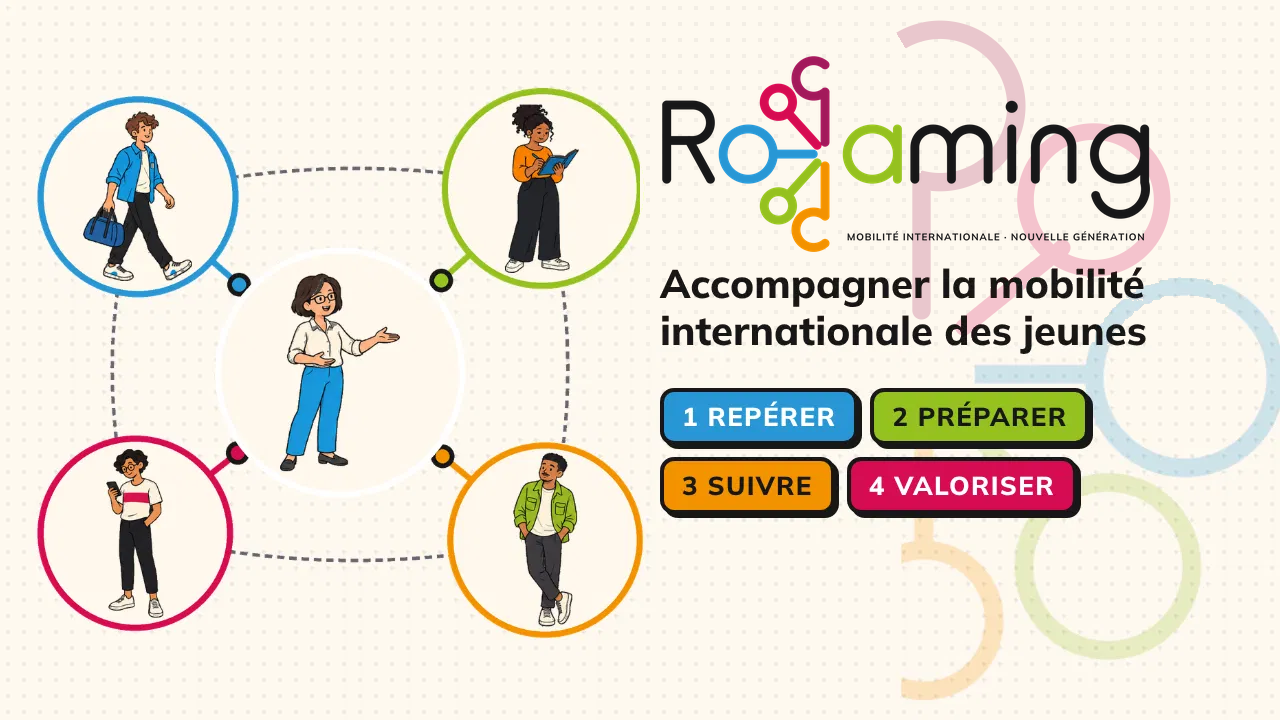 Roaming
MOBILITÉ INTERNATIONALE · NOUVELLE GÉNÉRATION
Accompagner la mobilité
internationale des jeunes
1 REPÉRER
2 PRÉPARER
3 SUIVRE
4 VALORISER